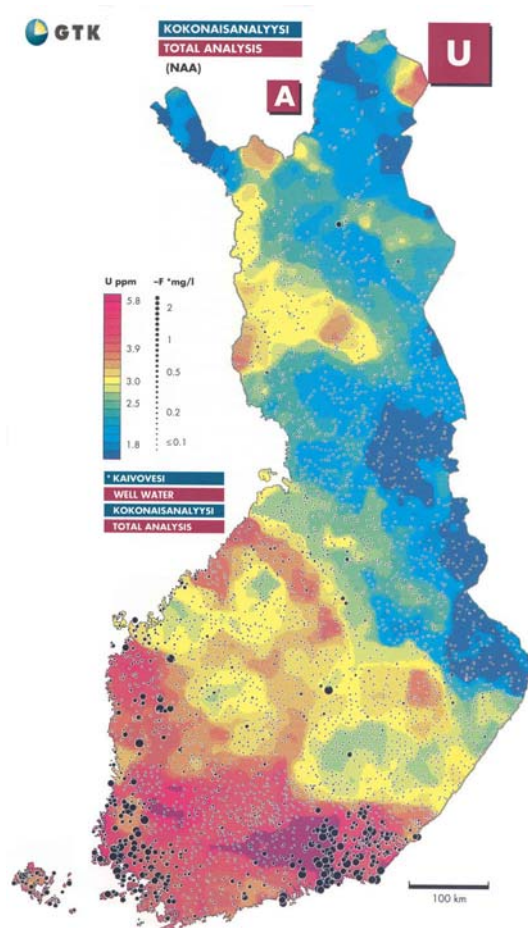 GTK
KOKONAISANALYYSI
TOTAL ANALYSIS
(NAA)
U
A
U ppm –F *mg/l
5.8
2
3.9
1
3.0
0.5
2.5
0.2
1.8
≤0.1
* KAIVOVESI
WELL WATER
KOKONAISANALYYSI
TOTAL ANALYSIS
100 km